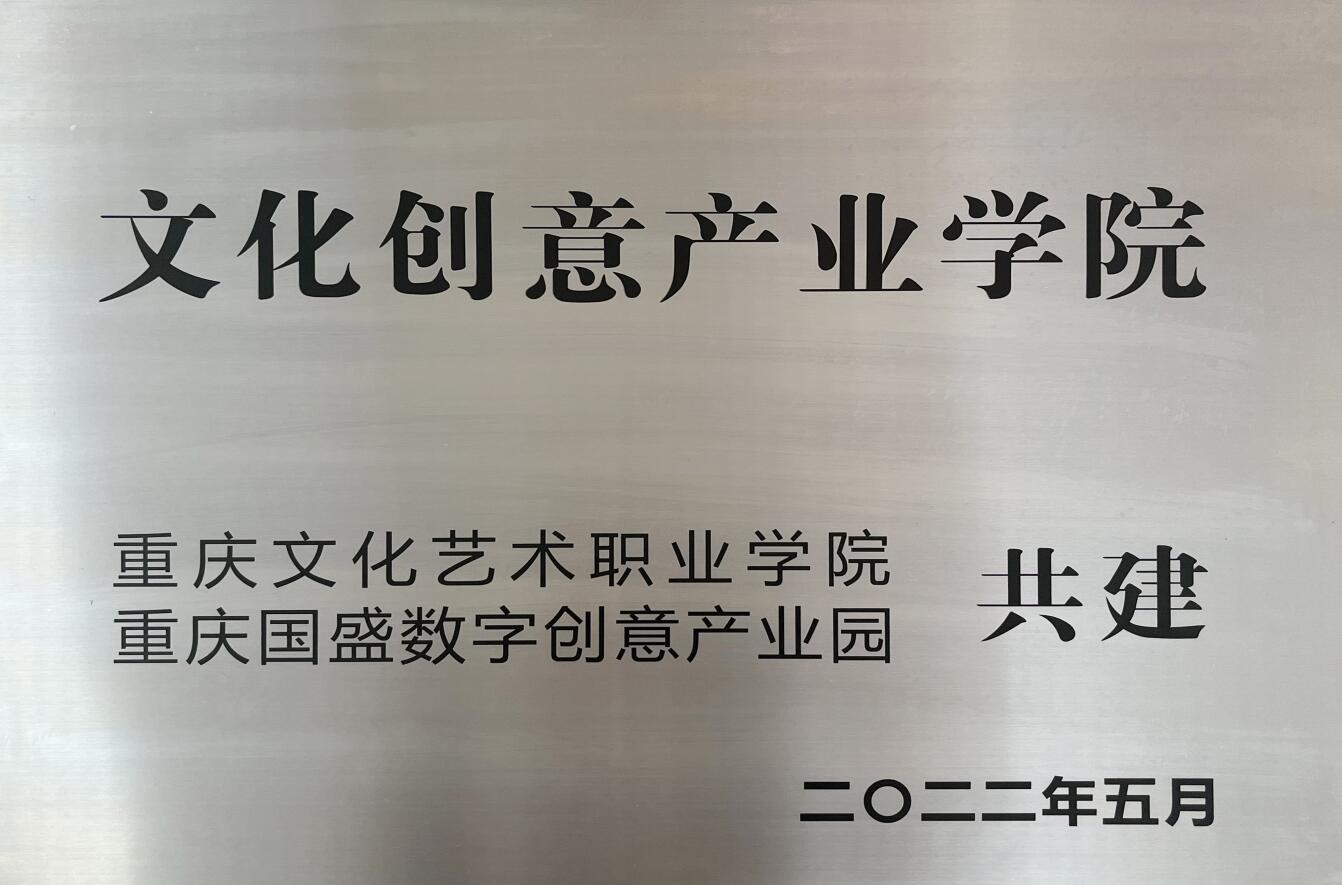 文化创意产业学院
重庆文化艺术职业学院
重庆国盛数字创意产业园
共建
二〇二二年五月